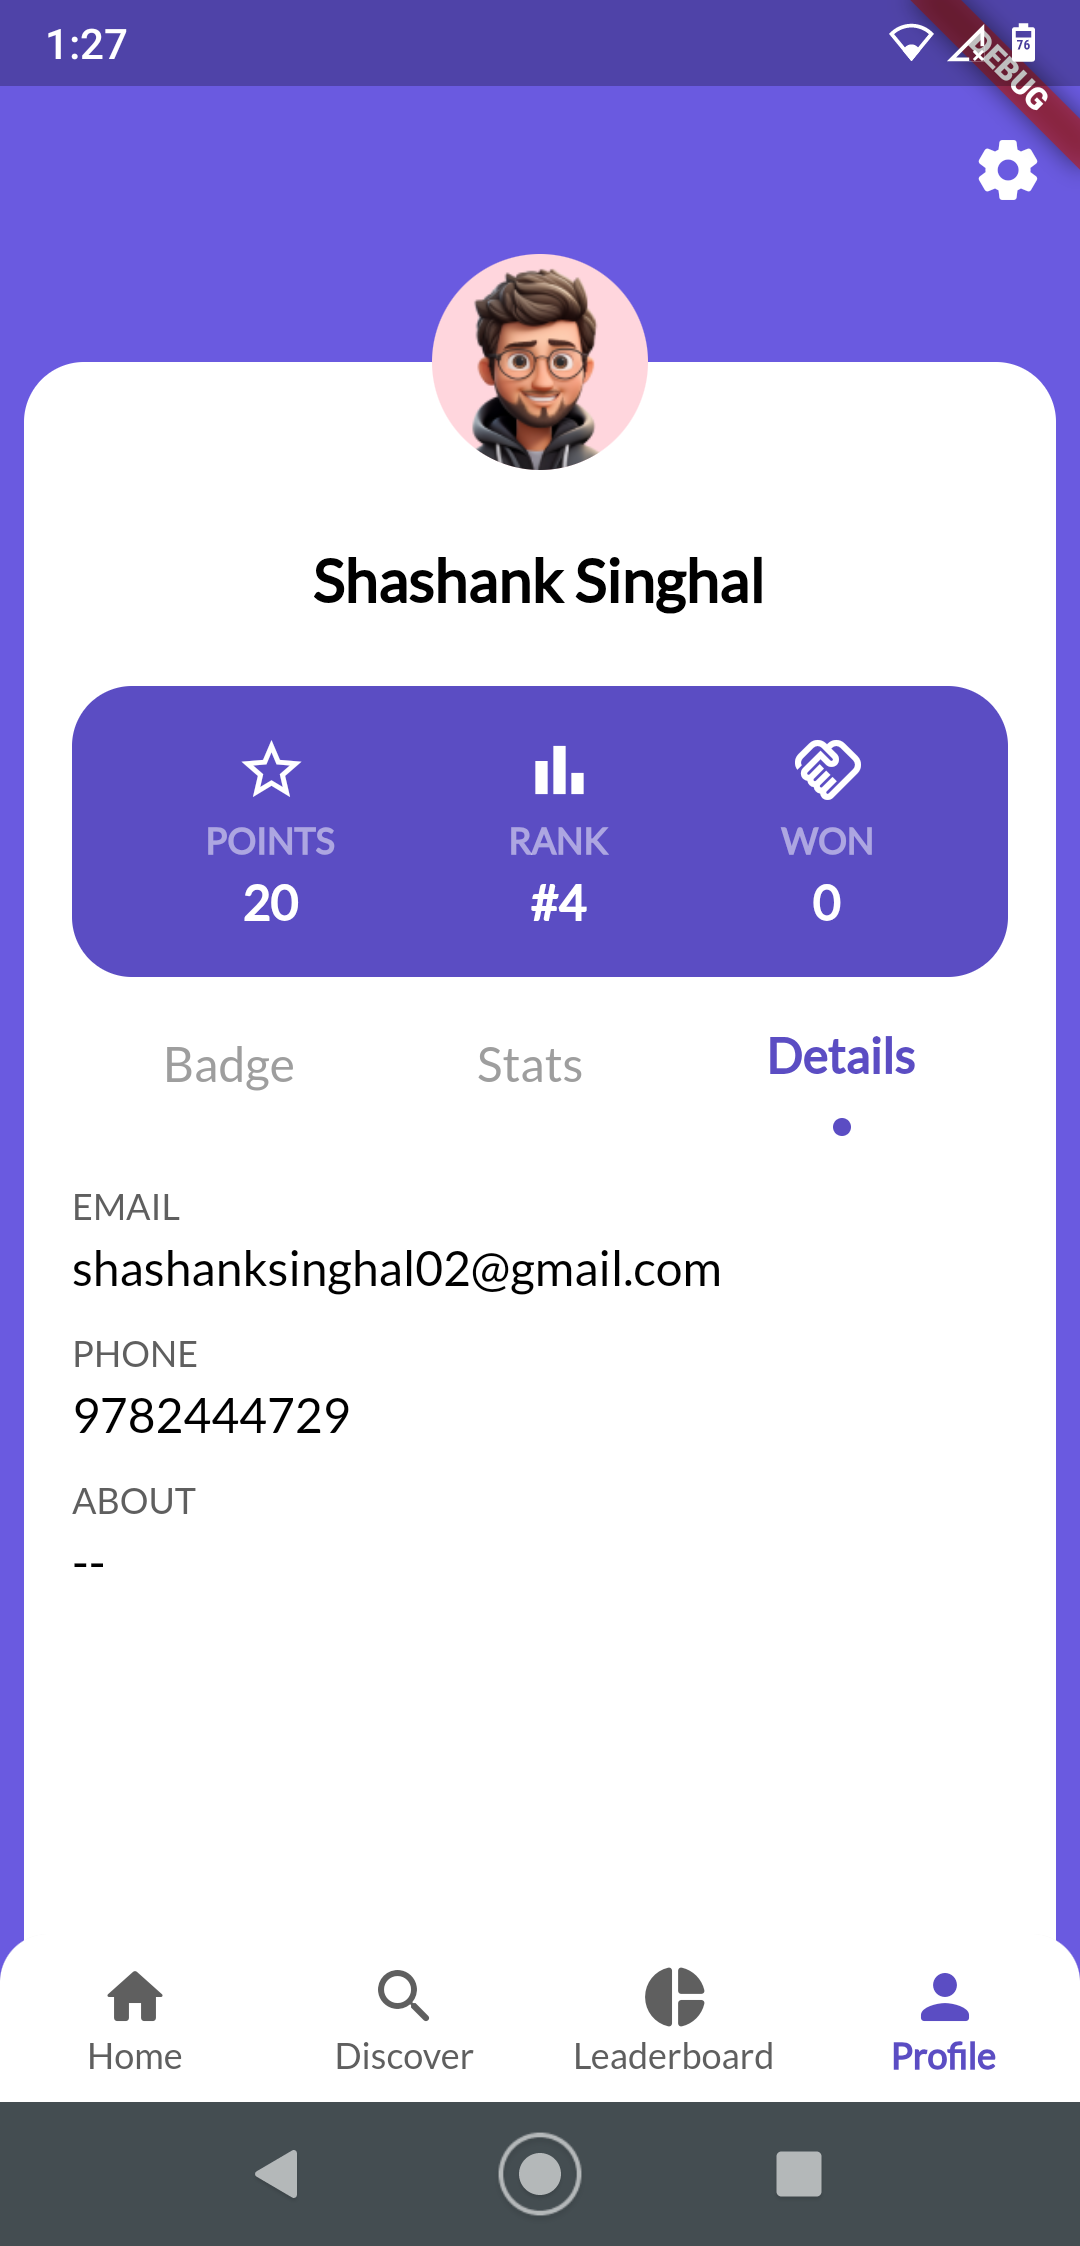 1:27
76
DEBUG
Shashank Singhal
POINTS RANK WON
20 #4 0
Badge Stats Details
EMAIL
shashanksinghal02@gmail.com
PHONE
9782444729
ABOUT
--
Home Discover Leaderboard Profile